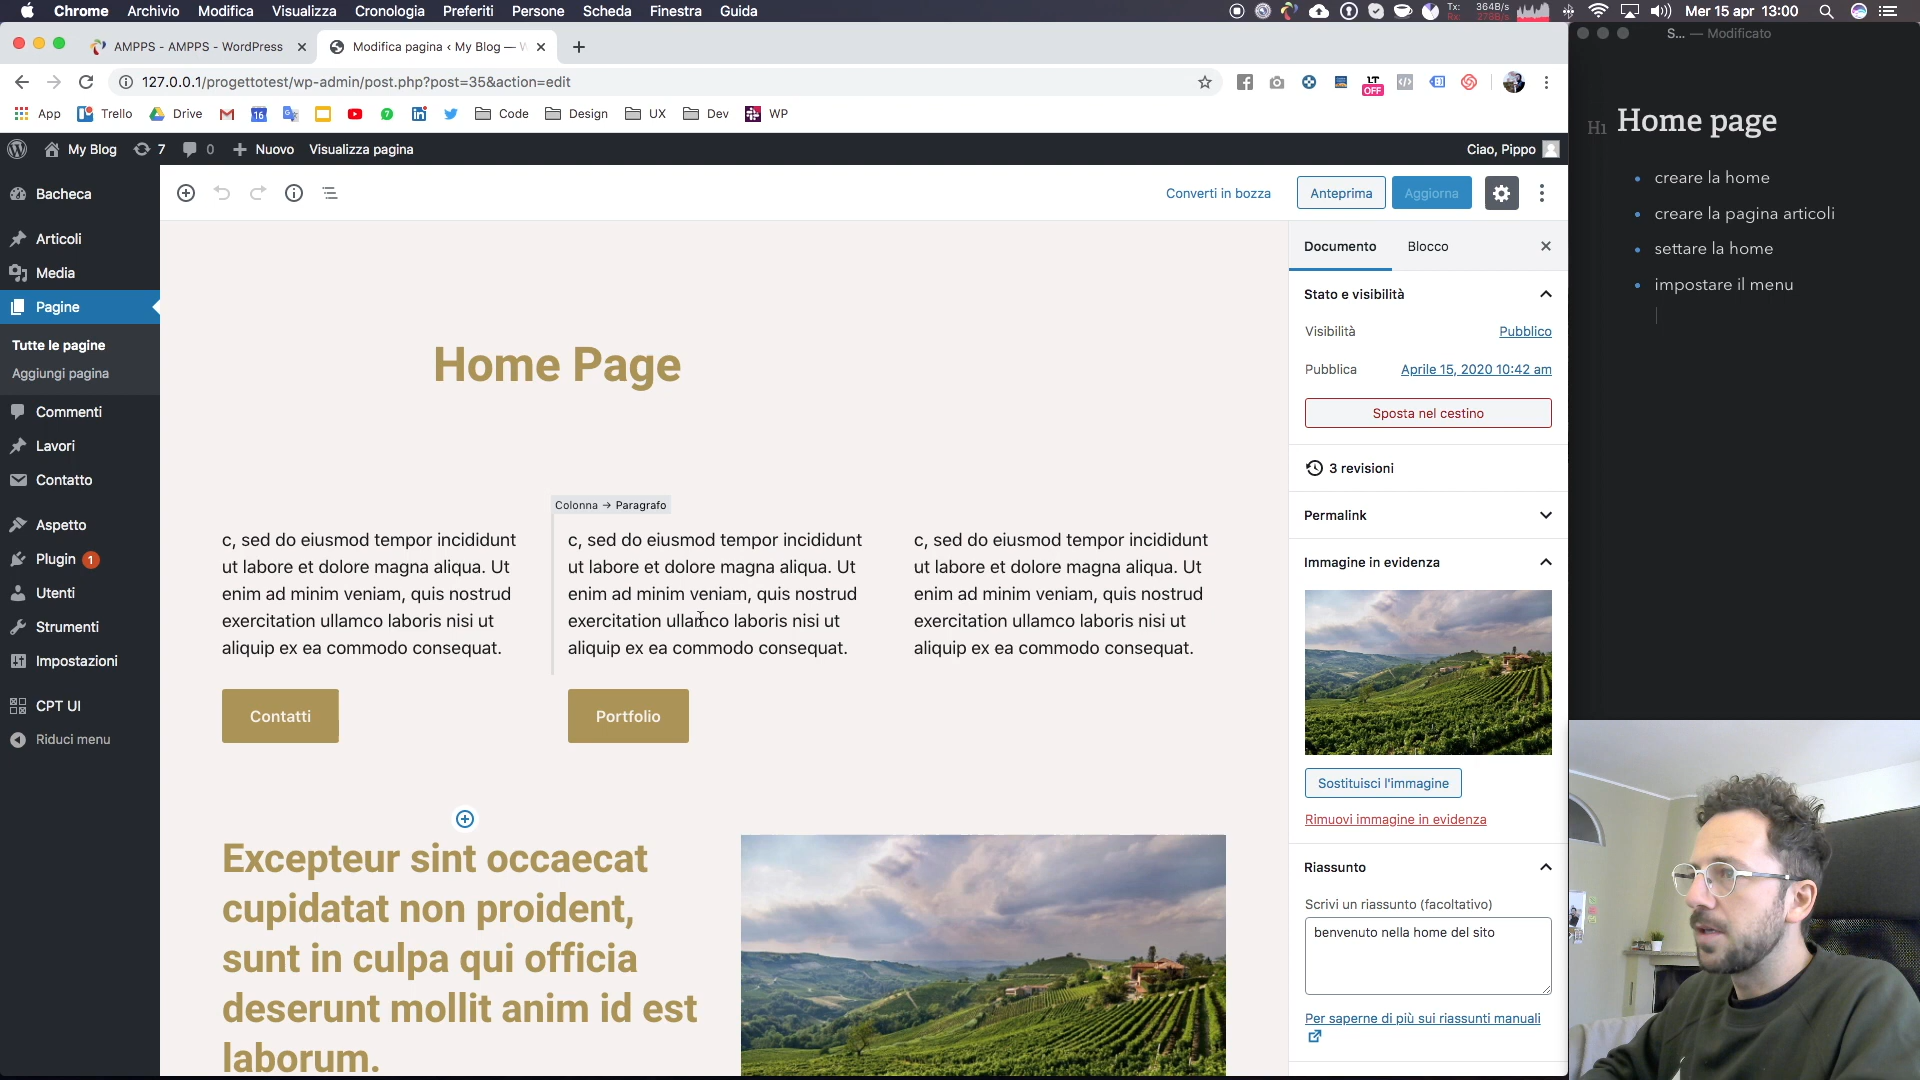 Chrome Archivio Modifica Visualizza Cronologia Preferiti Persone Scheda Finestra Guida
Tx: 364B/s
Rx: 278B/s
Mer 15 apr 13:00
AMPPS - AMPPS - WordPress
Modifica pagina ‹ My Blog —
S... — Modificato
127.0.0.1/progettotest/wp-admin/post.php?post=35&action=edit
LT OFF
App Trello Drive 16 7 Code Design UX Dev WP
My Blog 7 0 Nuovo Visualizza pagina
Ciao, Pippo
Bacheca
Articoli
Media
Pagine
Tutte le pagine
Aggiungi pagina
Commenti
Lavori
Contatto
Aspetto
Plugin 1
Utenti
Strumenti
Impostazioni
CPT UI
Riduci menu
Converti in bozza Anteprima Aggiorna
Home Page
Colonna → Paragrafo
c, sed do eiusmod tempor incididunt
ut labore et dolore magna aliqua. Ut
enim ad minim veniam, quis nostrud
exercitation ullamco laboris nisi ut
aliquip ex ea commodo consequat.
Contatti
c, sed do eiusmod tempor incididunt
ut labore et dolore magna aliqua. Ut
enim ad minim veniam, quis nostrud
exercitation ullamco laboris nisi ut
aliquip ex ea commodo consequat.
Portfolio
c, sed do eiusmod tempor incididunt
ut labore et dolore magna aliqua. Ut
enim ad minim veniam, quis nostrud
exercitation ullamco laboris nisi ut
aliquip ex ea commodo consequat.
Excepteur sint occaecat
cupidatat non proident,
sunt in culpa qui officia
deserunt mollit anim id est
laborum.
Documento Blocco
Stato e visibilità
Visibilità Pubblico
Pubblica Aprile 15, 2020 10:42 am
Sposta nel cestino
3 revisioni
Permalink
Immagine in evidenza
Sostituisci l'immagine
Rimuovi immagine in evidenza
Riassunto
Scrivi un riassunto (facoltativo)
benvenuto nella home del sito
Per saperne di più sui riassunti manuali
H1 Home page
• creare la home
• creare la pagina articoli
• settare la home
• impostare il menu